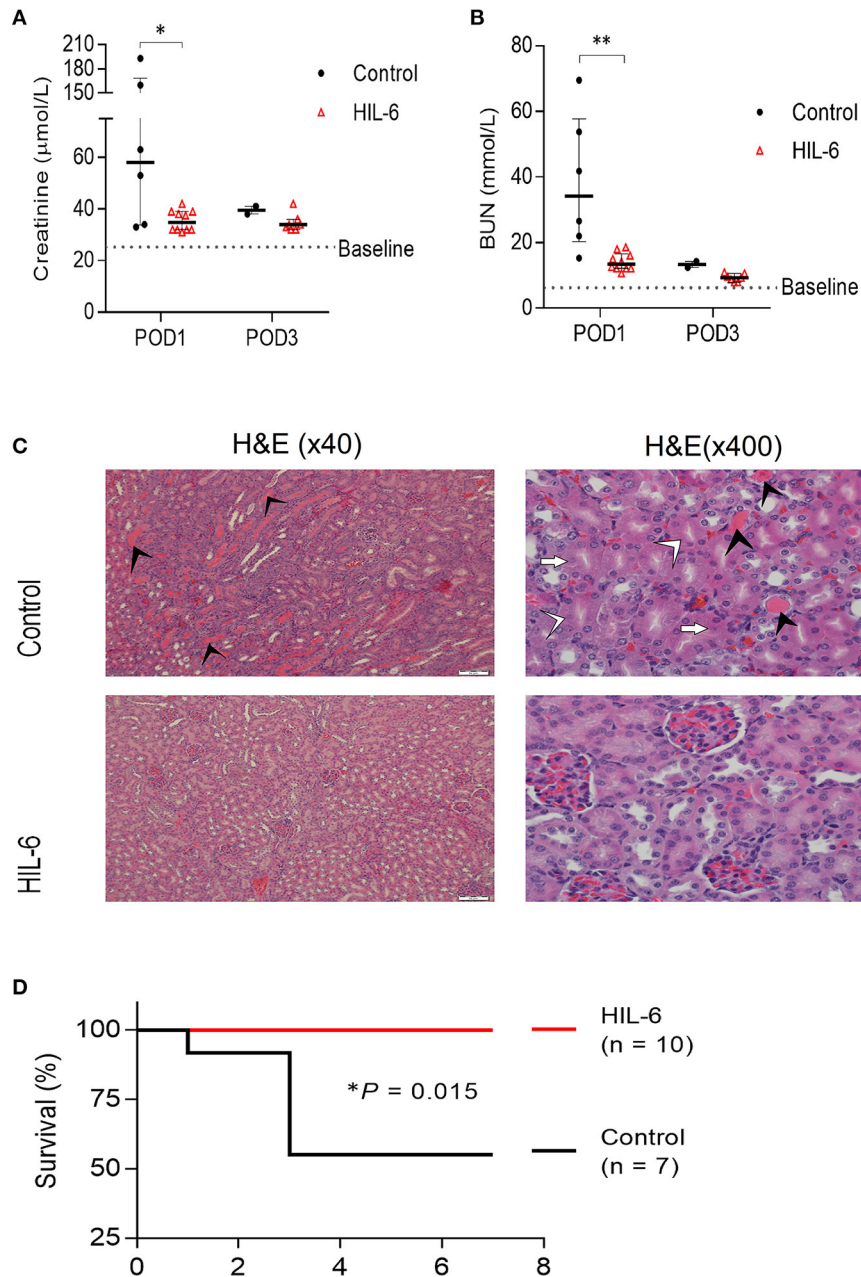 A
Creatinine (μmol/L)
210
180
150
60
40
20
0
*
Control
HIL-6
Baseline
POD1
POD3
B
BUN (mmol/L)
80
60
40
20
0
**
Control
HIL-6
Baseline
POD1
POD3
C
H&E (x40)
H&E(x400)
Control
HIL-6
D
Survival (%)
100
75
50
25
0
2
4
6
8
*P = 0.015
HIL-6
(n = 10)
Control
(n = 7)